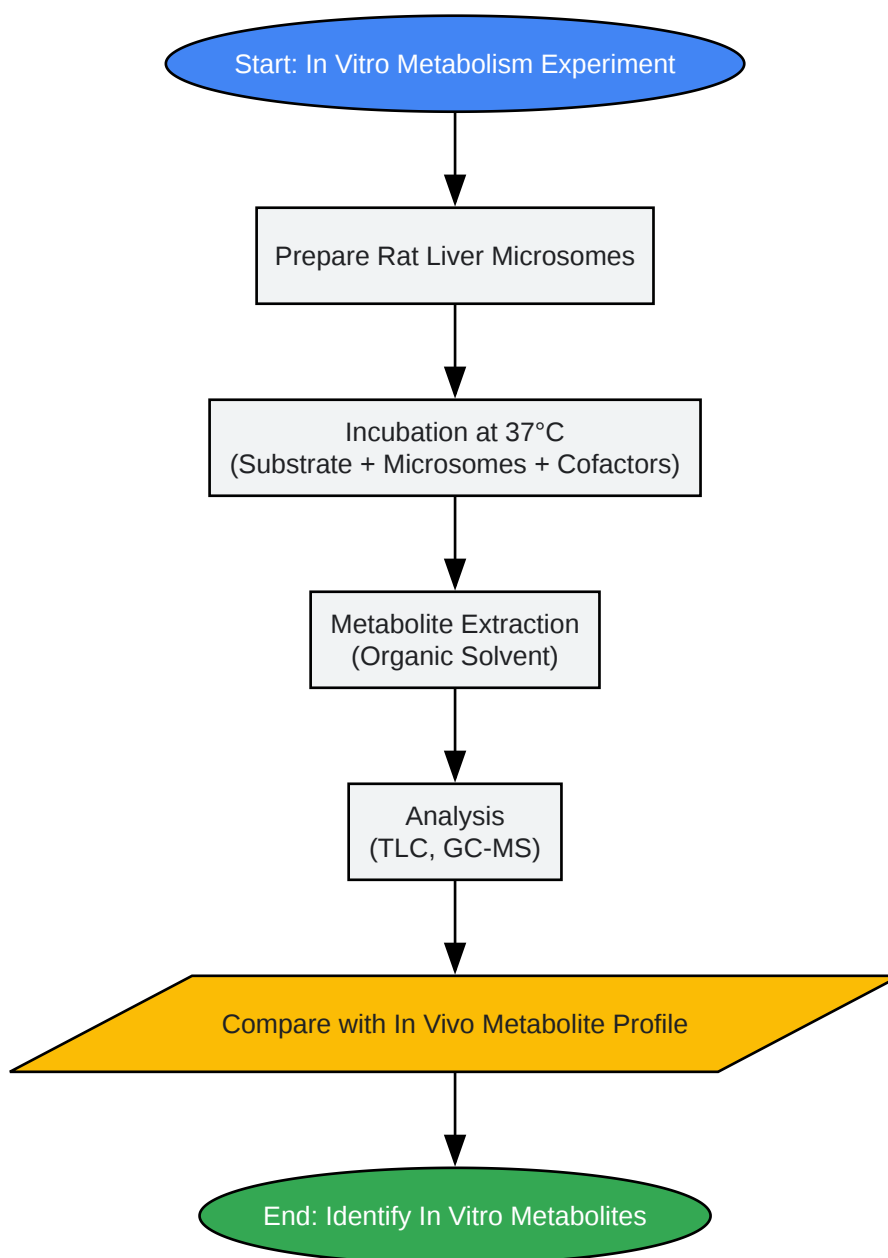 Start: In Vitro Metabolism Experiment
Prepare Rat Liver Microsomes
Incubation at 37°C
(Substrate + Microsomes + Cofactors)
Metabolite Extraction
(Organic Solvent)
Analysis
(TLC, GC-MS)
Compare with In Vivo Metabolite Profile
End: Identify In Vitro Metabolites